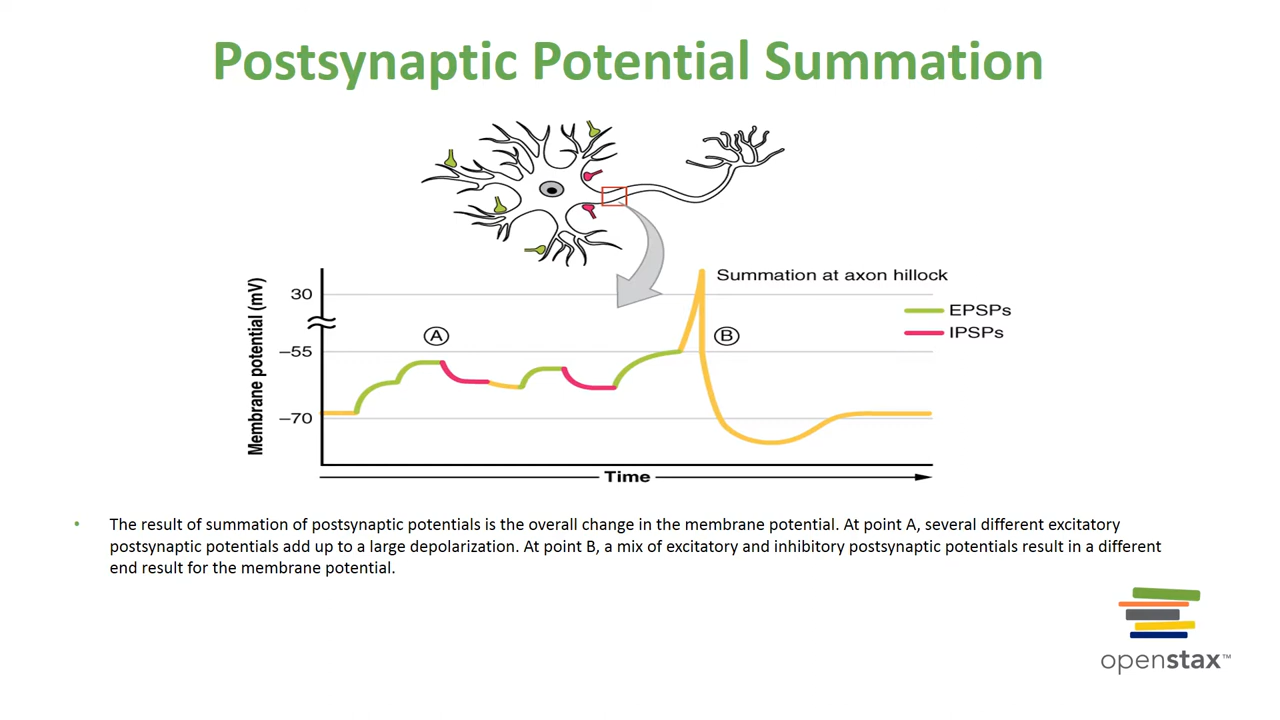 Postsynaptic Potential Summation
Summation at axon hillock
Membrane potential (mV)
30
EPSPs
IPSPs
A
B
–55
–70
Time
• The result of summation of postsynaptic potentials is the overall change in the membrane potential. At point A, several different excitatory
postsynaptic potentials add up to a large depolarization. At point B, a mix of excitatory and inhibitory postsynaptic potentials result in a different
end result for the membrane potential.
openstax™